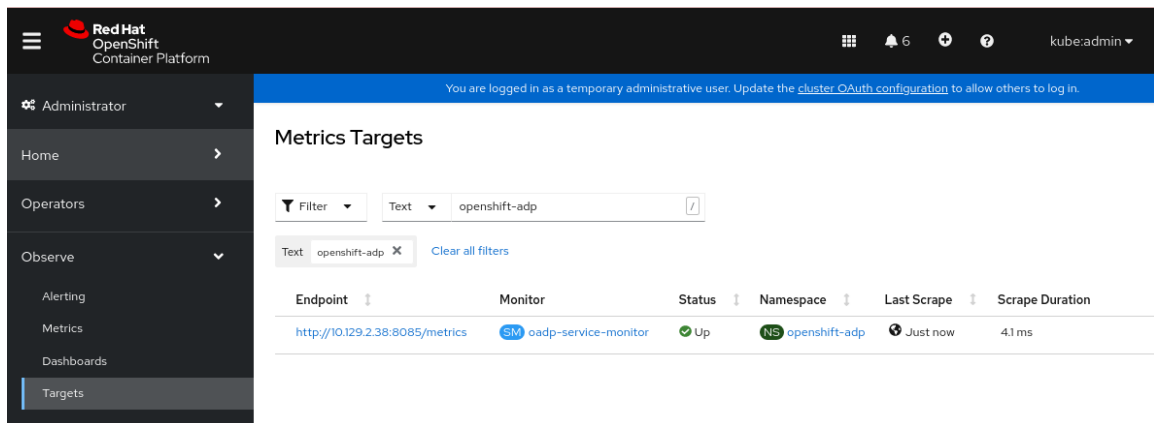 Red Hat
OpenShift
Container Platform
6
kube:admin
You are logged in as a temporary administrative user. Update the cluster OAuth configuration to allow others to log in.
Administrator
Home
Operators
Observe
Alerting
Metrics
Dashboards
Targets
Metrics Targets
Filter Text openshift-adp /
Text openshift-adp Clear all filters
Endpoint Monitor Status Namespace Last Scrape Scrape Duration
http://10.129.2.38:8085/metrics SM oadp-service-monitor Up NS openshift-adp Just now 4.1 ms